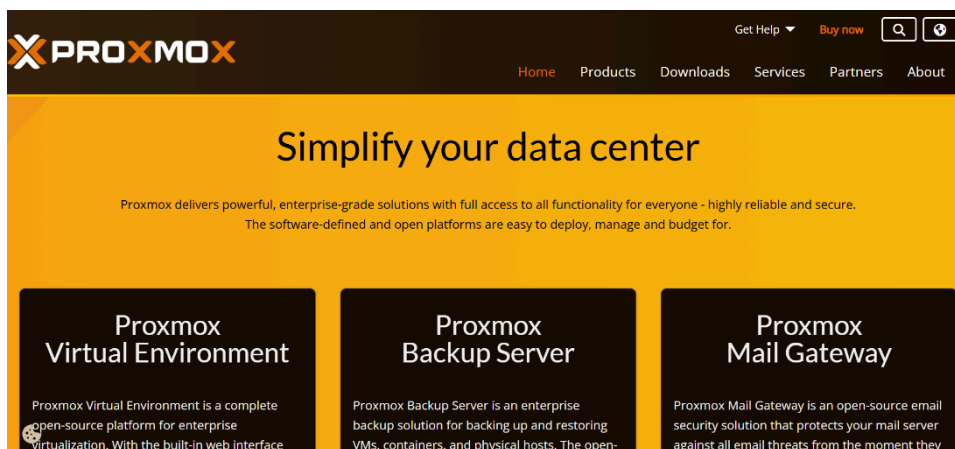 Get Help Buy now
PROXMOX
Home Products Downloads Services Partners About
Simplify your data center
Proxmox delivers powerful, enterprise-grade solutions with full access to all functionality for everyone - highly reliable and secure.
The software-defined and open platforms are easy to deploy, manage and budget for.
Proxmox
Virtual Environment
Proxmox Virtual Environment is a complete
open-source platform for enterprise
virtualization. With the built-in web interface
Proxmox
Backup Server
Proxmox Backup Server is an enterprise
backup solution for backing up and restoring
VMs, containers, and physical hosts. The open-
Proxmox
Mail Gateway
Proxmox Mail Gateway is an open-source email
security solution that protects your mail server
against all email threats from the moment they